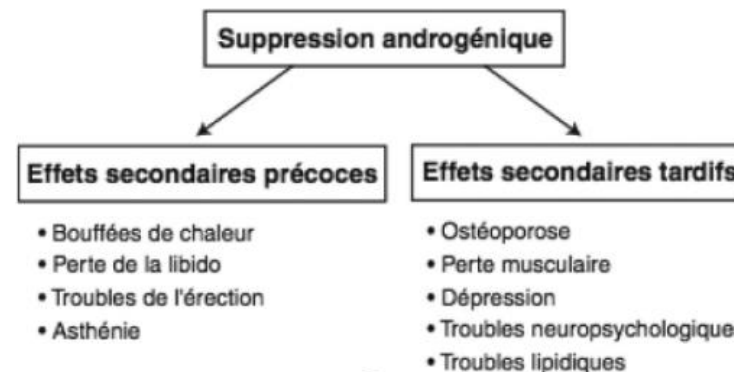 Suppression androgénique
Effets secondaires précoces
• Bouffées de chaleur
• Perte de la libido
• Troubles de l'érection
• Asthénie
Effets secondaires tardifs
• Ostéoporose
• Perte musculaire
• Dépression
• Troubles neuropsychologique
• Troubles lipidiques